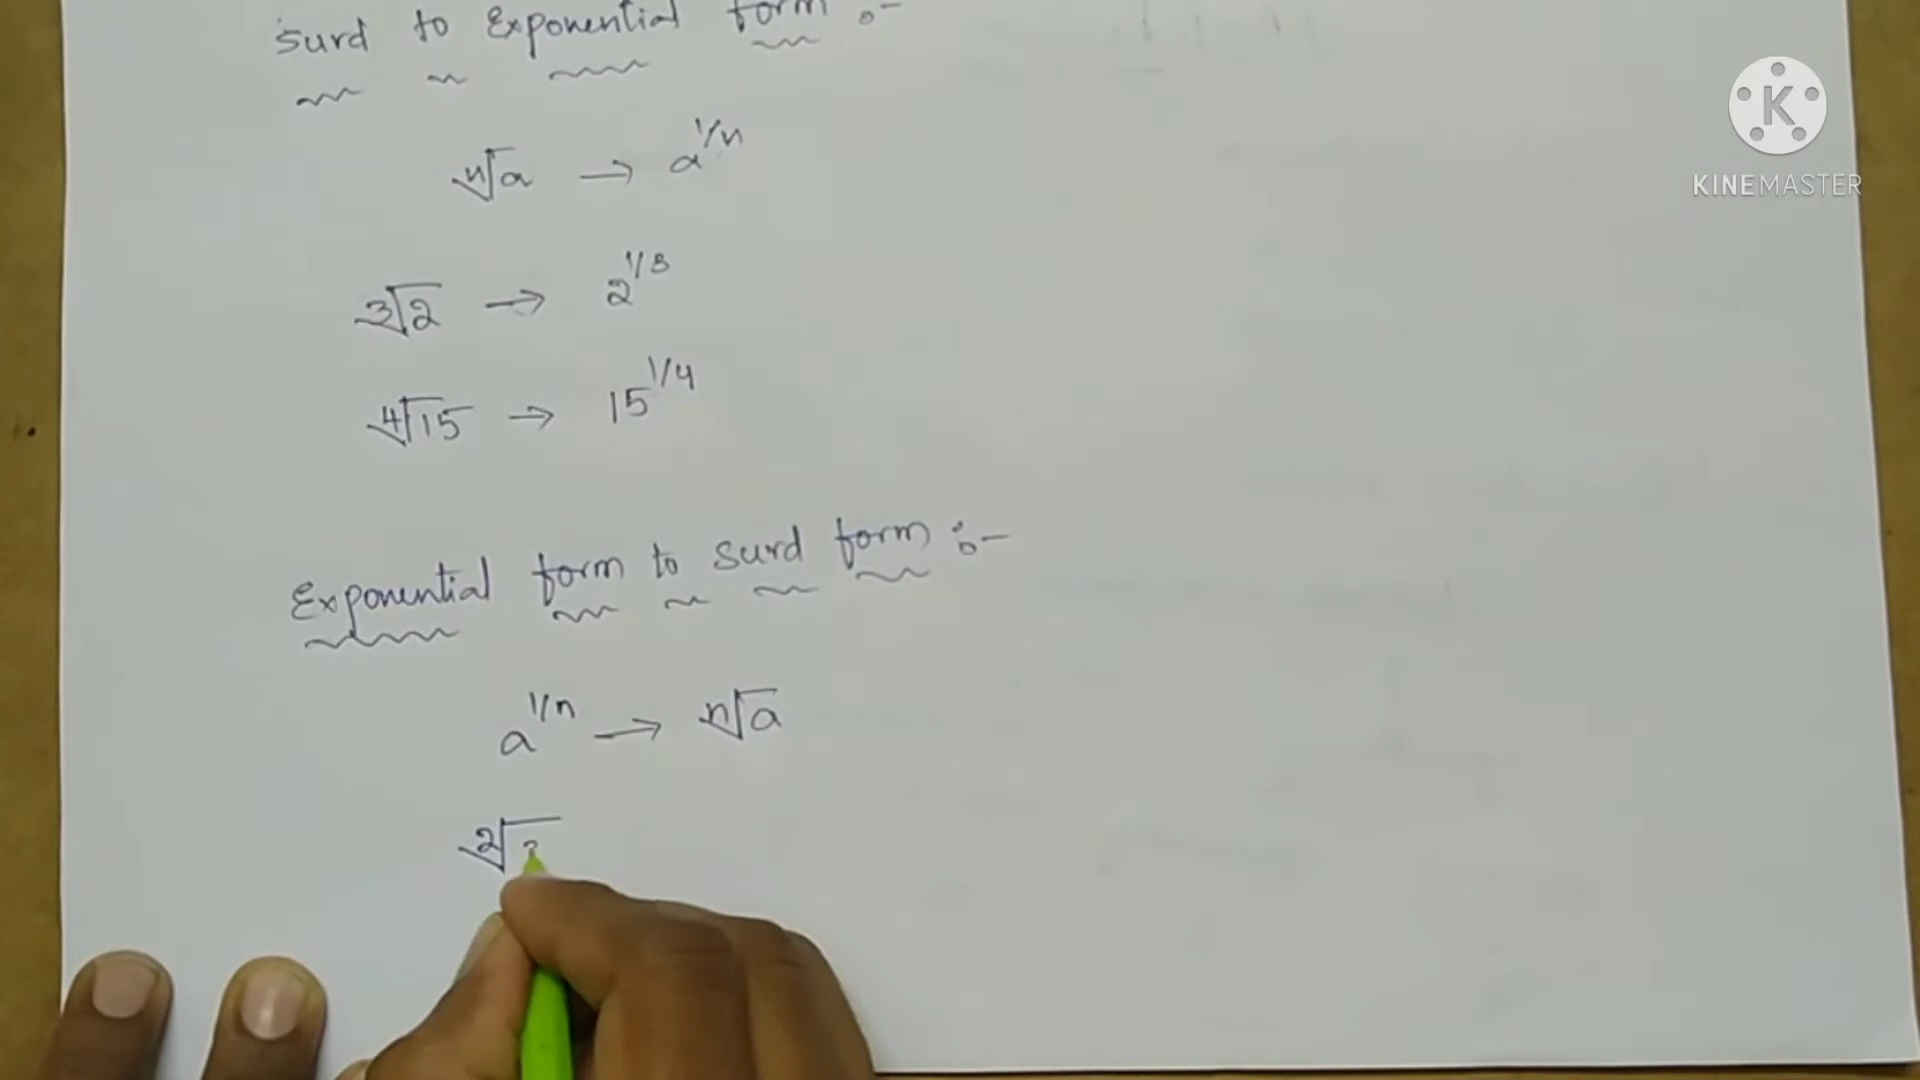 surd to Exponential form :-
K
KINEMASTER
ⁿ√a → a^1/n
³√2 → 2^1/3
⁴√15 → 15^1/4
Exponential form to surd form :-
a^1/n → ⁿ√a
²√